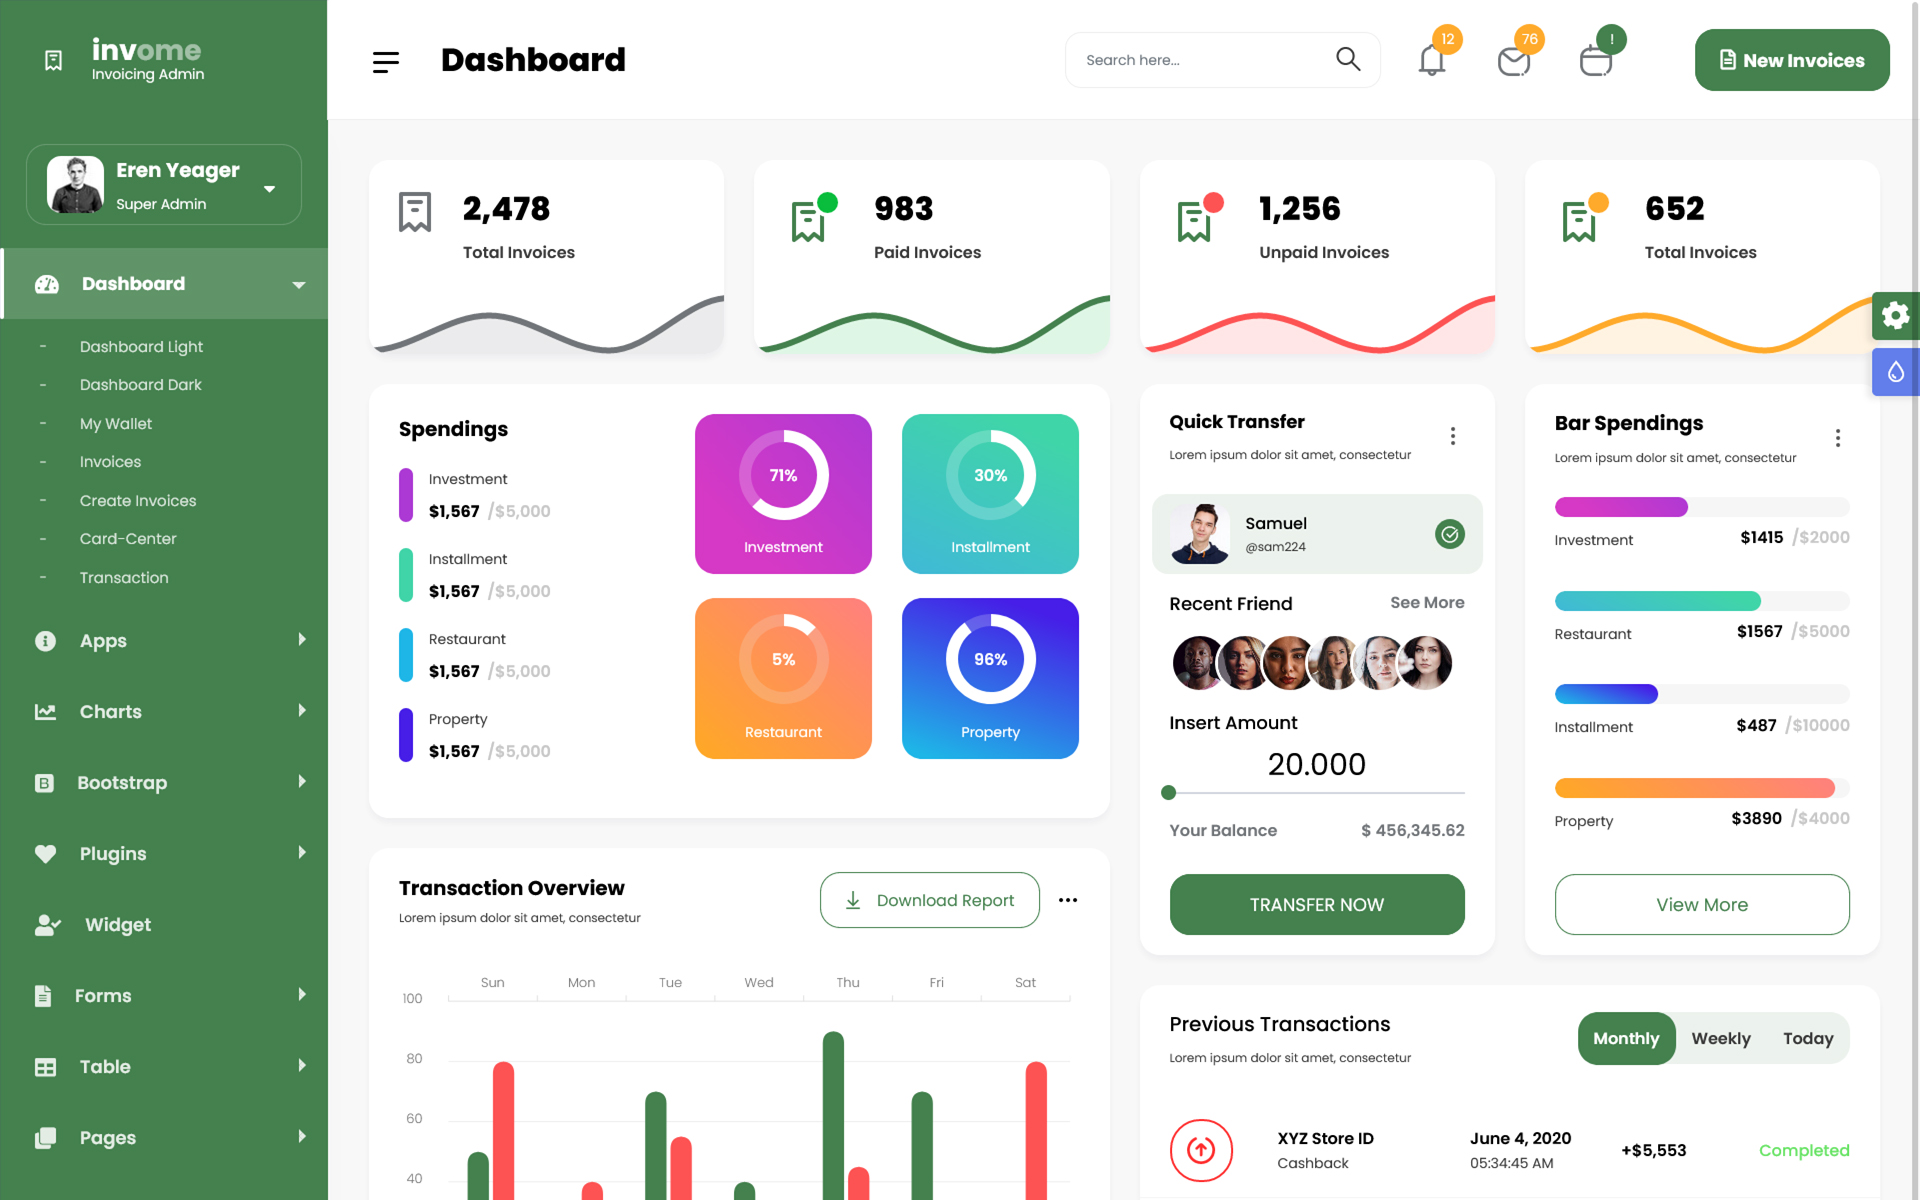 invome
Invoicing Admin
Eren Yeager
Super Admin
Dashboard
- Dashboard Light
- Dashboard Dark
- My Wallet
- Invoices
- Create Invoices
- Card-Center
- Transaction
Apps
Charts
Bootstrap
Plugins
Widget
Forms
Table
Pages
Dashboard
Search here...
12
76
!
New Invoices
2,478
Total Invoices
983
Paid Invoices
1,256
Unpaid Invoices
652
Total Invoices
Spendings
Investment
$1,567 /$5,000
Installment
$1,567 /$5,000
Restaurant
$1,567 /$5,000
Property
$1,567 /$5,000
71%
Investment
30%
Installment
5%
Restaurant
96%
Property
Quick Transfer
Lorem ipsum dolor sit amet, consectetur
Samuel
@sam224
Recent Friend See More
Insert Amount
20.000
Your Balance $ 456,345.62
TRANSFER NOW
Bar Spendings
Lorem ipsum dolor sit amet, consectetur
Investment $1415 /$2000
Restaurant $1567 /$5000
Installment $487 /$10000
Property $3890 /$4000
View More
Transaction Overview
Lorem ipsum dolor sit amet, consectetur
Download Report
Sun Mon Tue Wed Thu Fri Sat
100
80
60
40
Previous Transactions
Lorem ipsum dolor sit amet, consectetur
Monthly Weekly Today
XYZ Store ID
Cashback
June 4, 2020
05:34:45 AM
+$5,553
Completed